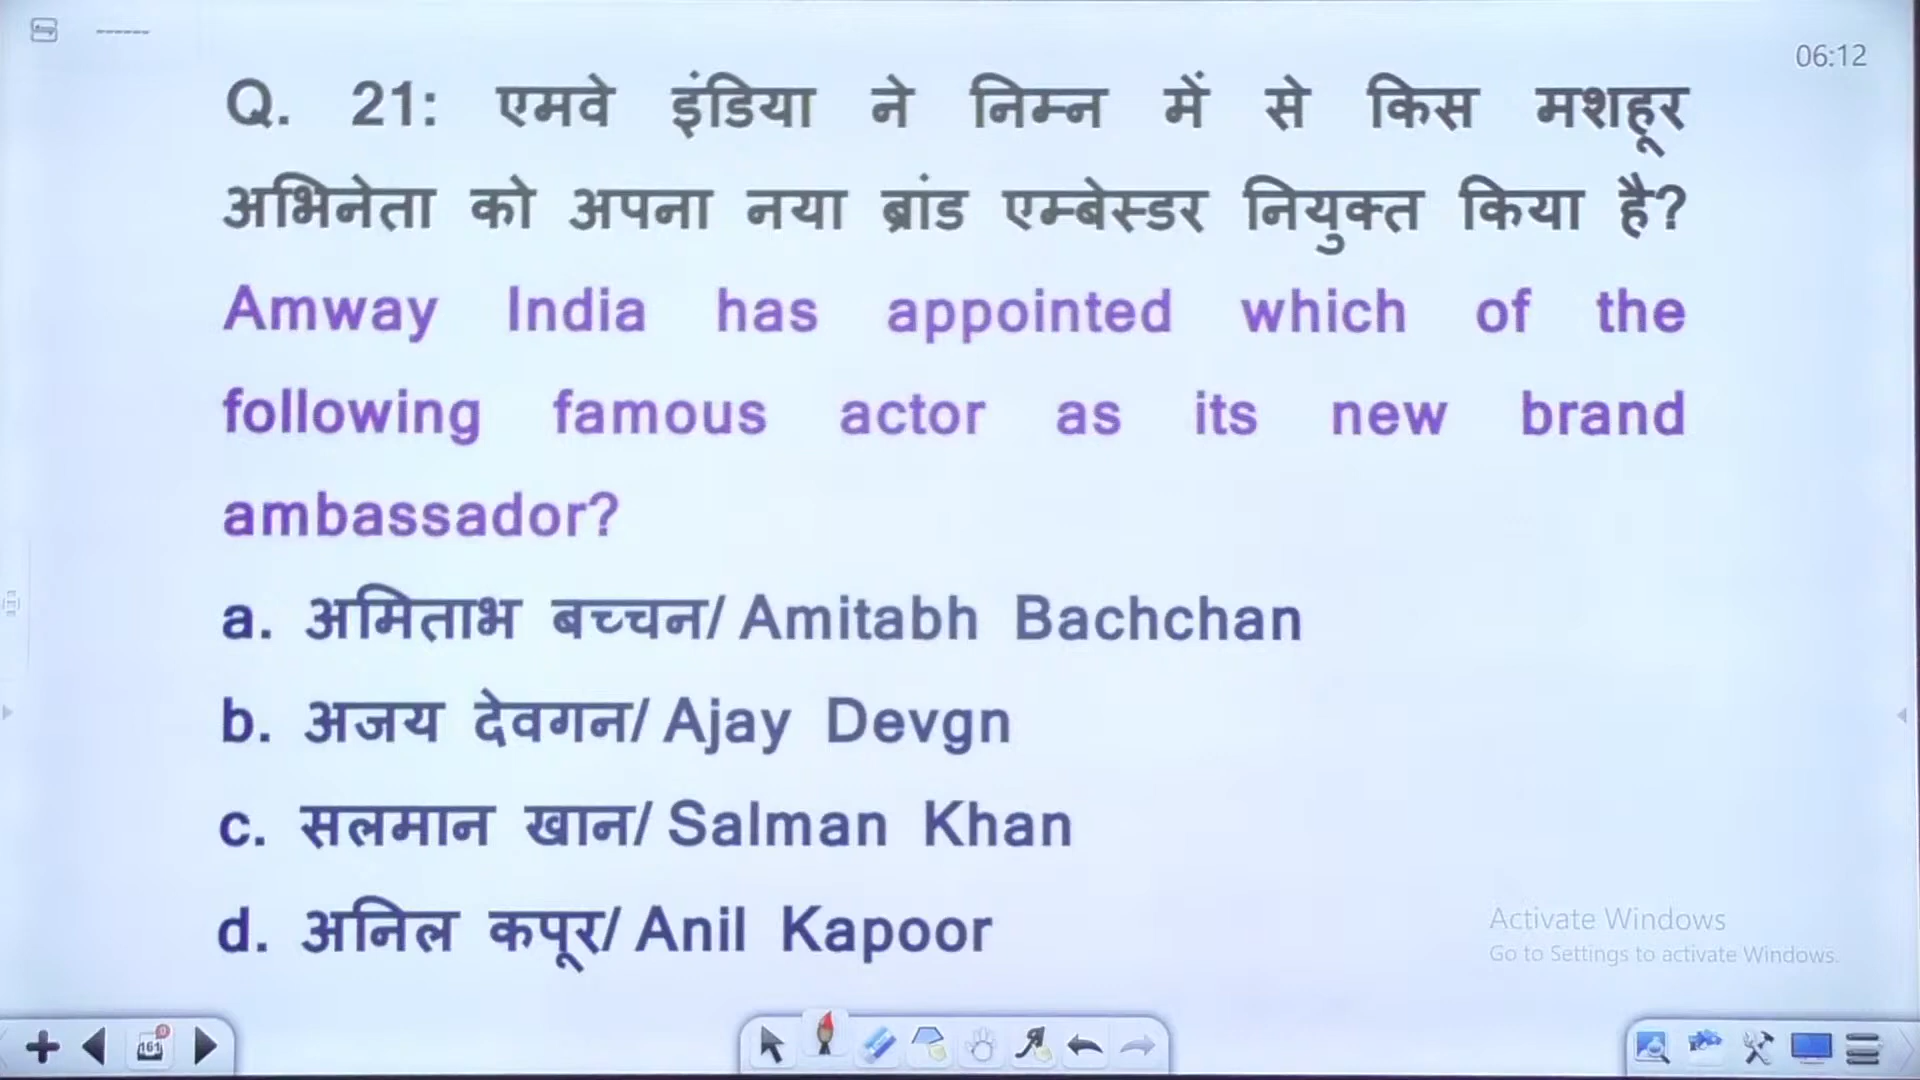 06:12
Q. 21: एमवे इंडिया ने निम्न में से किस मशहूर
अभिनेता को अपना नया ब्रांड एम्बेस्डर नियुक्त किया है?
Amway India has appointed which of the
following famous actor as its new brand
ambassador?
a. अमिताभ बच्चन/ Amitabh Bachchan
b. अजय देवगन/ Ajay Devgn
c. सलमान खान/ Salman Khan
d. अनिल कपूर/ Anil Kapoor
Activate Windows
Go to Settings to activate Windows.
161